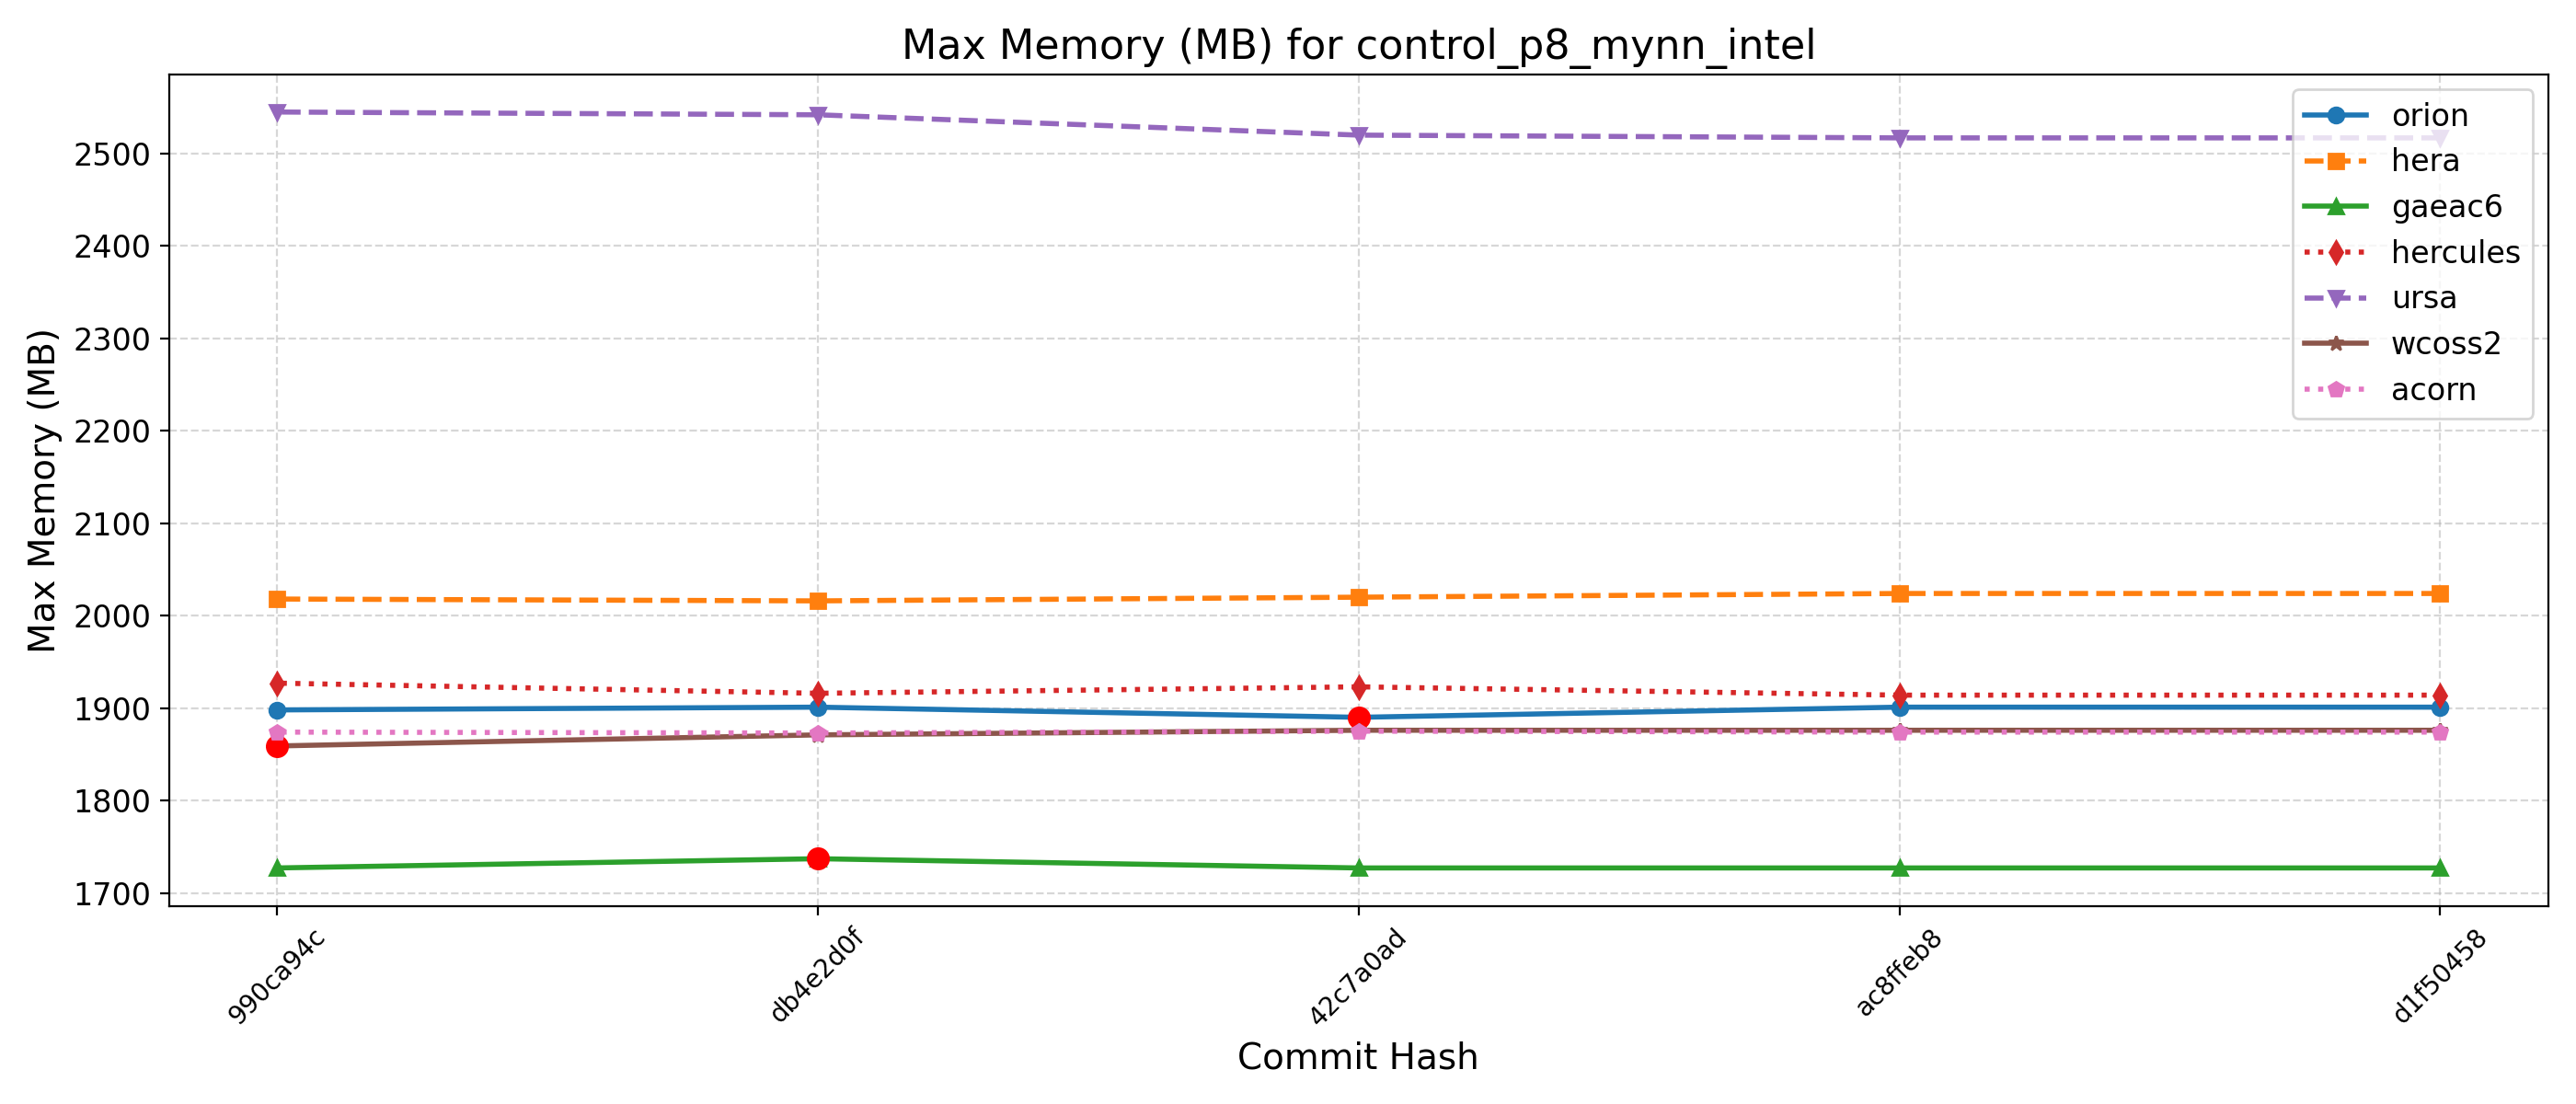 Max Memory (MB) for control_p8_mynn_intel
Max Memory (MB)
2500
2400
2300
2200
2100
2000
1900
1800
1700
orion
hera
gaeac6
hercules
ursa
wcoss2
acorn
990ca94c
db4e2d0f
42c7a0ad
ac8ffeb8
d1f50458
Commit Hash